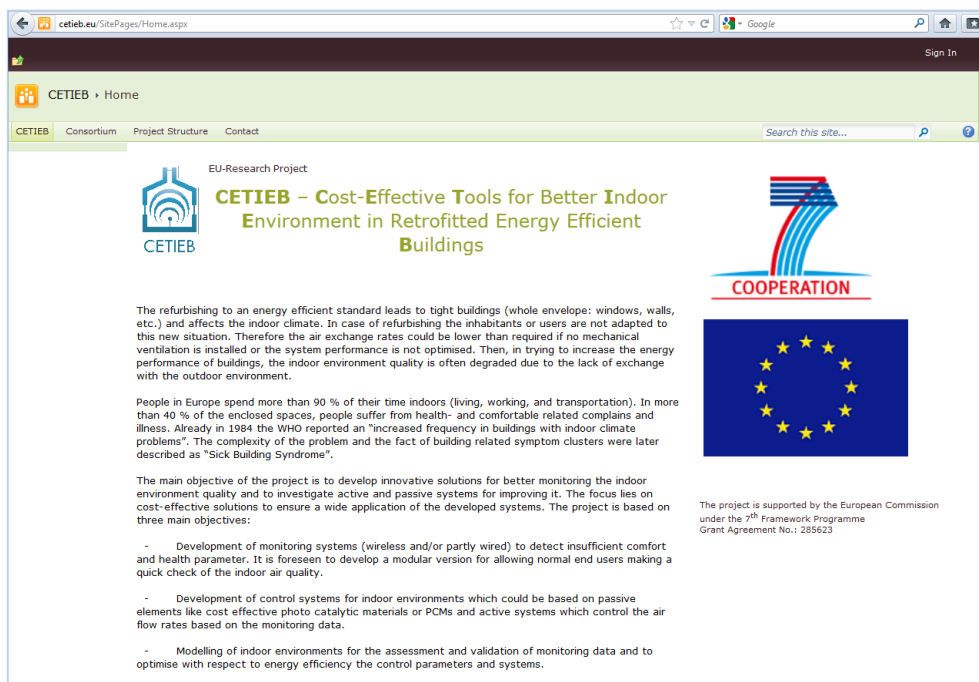 cetieb.eu/SitePages/Home.aspx
Google
Sign In
CETIEB › Home
CETIEB Consortium Project Structure Contact
Search this site...
EU-Research Project
CETIEB – Cost-Effective Tools for Better Indoor
Environment in Retrofitted Energy Efficient
Buildings
CETIEB
7
COOPERATION
The refurbishing to an energy efficient standard leads to tight buildings (whole envelope: windows, walls,
etc.) and affects the indoor climate. In case of refurbishing the inhabitants or users are not adapted to
this new situation. Therefore the air exchange rates could be lower than required if no mechanical
ventilation is installed or the system performance is not optimised. Then, in trying to increase the energy
performance of buildings, the indoor environment quality is often degraded due to the lack of exchange
with the outdoor environment.
People in Europe spend more than 90 % of their time indoors (living, working, and transportation). In more
than 40 % of the enclosed spaces, people suffer from health- and comfortable related complains and
illness. Already in 1984 the WHO reported an "increased frequency in buildings with indoor climate
problems". The complexity of the problem and the fact of building related symptom clusters were later
described as "Sick Building Syndrome".
The main objective of the project is to develop innovative solutions for better monitoring the indoor
environment quality and to investigate active and passive systems for improving it. The focus lies on
cost-effective solutions to ensure a wide application of the developed systems. The project is based on
three main objectives:
- Development of monitoring systems (wireless and/or partly wired) to detect insufficient comfort
and health parameter. It is foreseen to develop a modular version for allowing normal end users making a
quick check of the indoor air quality.
- Development of control systems for indoor environments which could be based on passive
elements like cost effective photo catalytic materials or PCMs and active systems which control the air
flow rates based on the monitoring data.
- Modelling of indoor environments for the assessment and validation of monitoring data and to
optimise with respect to energy efficiency the control parameters and systems.
The project is supported by the European Commission
under the 7th Framework Programme
Grant Agreement No.: 285623